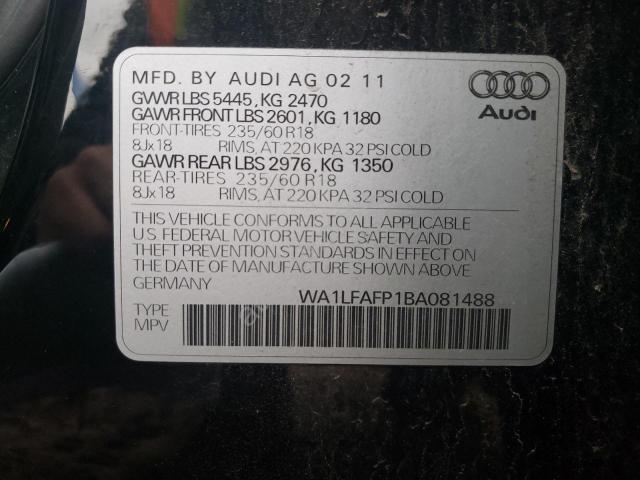 MFD. BY AUDI AG 02 11
GVWR LBS 5445, KG 2470
GAWR FRONT LBS 2601, KG 1180
FRONT-TIRES 235/60 R18
8Jx18 RIMS, AT 220 KPA 32 PSI COLD
GAWR REAR LBS 2976, KG 1350
REAR-TIRES 235/60 R18
8Jx18 RIMS, AT 220 KPA 32 PSI COLD
Audi
THIS VEHICLE CONFORMS TO ALL APPLICABLE
U.S. FEDERAL MOTOR VEHICLE SAFETY AND
THEFT PREVENTION STANDARDS IN EFFECT ON
THE DATE OF MANUFACTURE SHOWN ABOVE.
GERMANY
WA1LFAFP1BA081488
TYPE
MPV